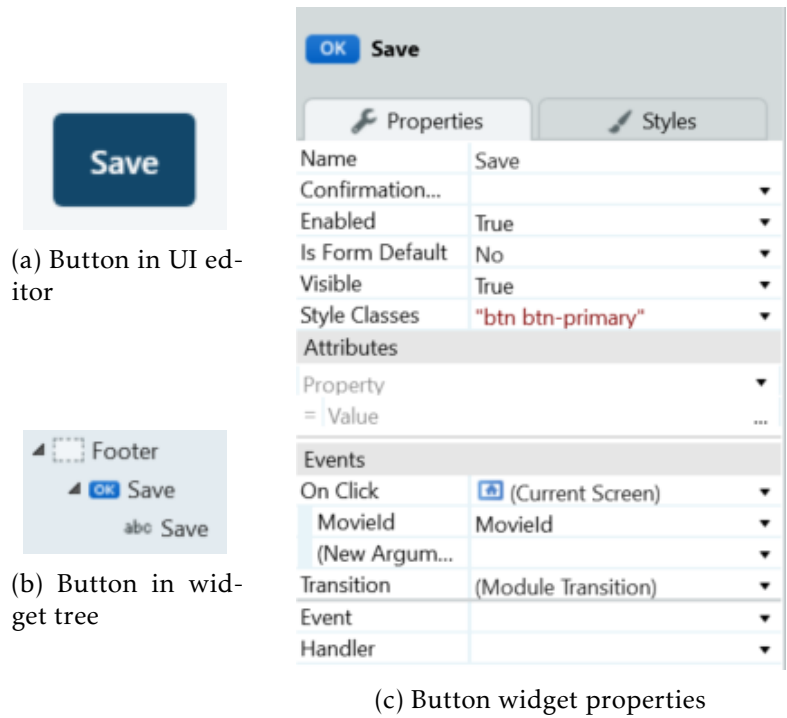 Save
(a) Button in UI ed-
itor
Footer
OK Save
abc Save
(b) Button in wid-
get tree
OK Save
Properties Styles
Name Save
Confirmation...
Enabled True
Is Form Default No
Visible True
Style Classes "btn btn-primary"
Attributes
Property
= Value ...
Events
On Click (Current Screen)
MovieId MovieId
(New Argum...
Transition (Module Transition)
Event
Handler
(c) Button widget properties